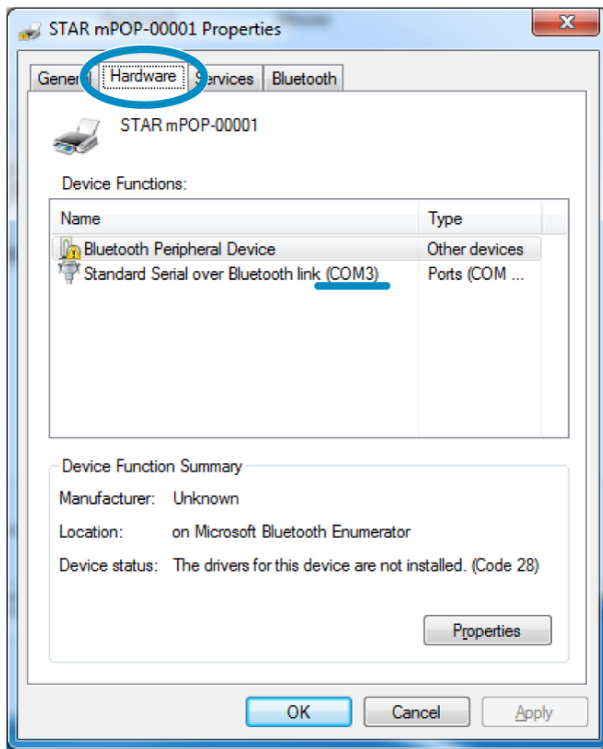 STAR mPOP-00001 Properties
General Hardware Services Bluetooth
STAR mPOP-00001
Device Functions:
Name Type
Bluetooth Peripheral Device Other devices
Standard Serial over Bluetooth link (COM3) Ports (COM ...
Device Function Summary
Manufacturer: Unknown
Location: on Microsoft Bluetooth Enumerator
Device status: The drivers for this device are not installed. (Code 28)
Properties
OK Cancel Apply